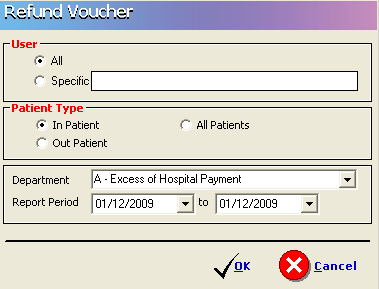 Refund Voucher
User
All
Specific
Patient Type
In Patient All Patients
Out Patient
Department A - Excess of Hospital Payment
Report Period 01/12/2009 to 01/12/2009
OK Cancel